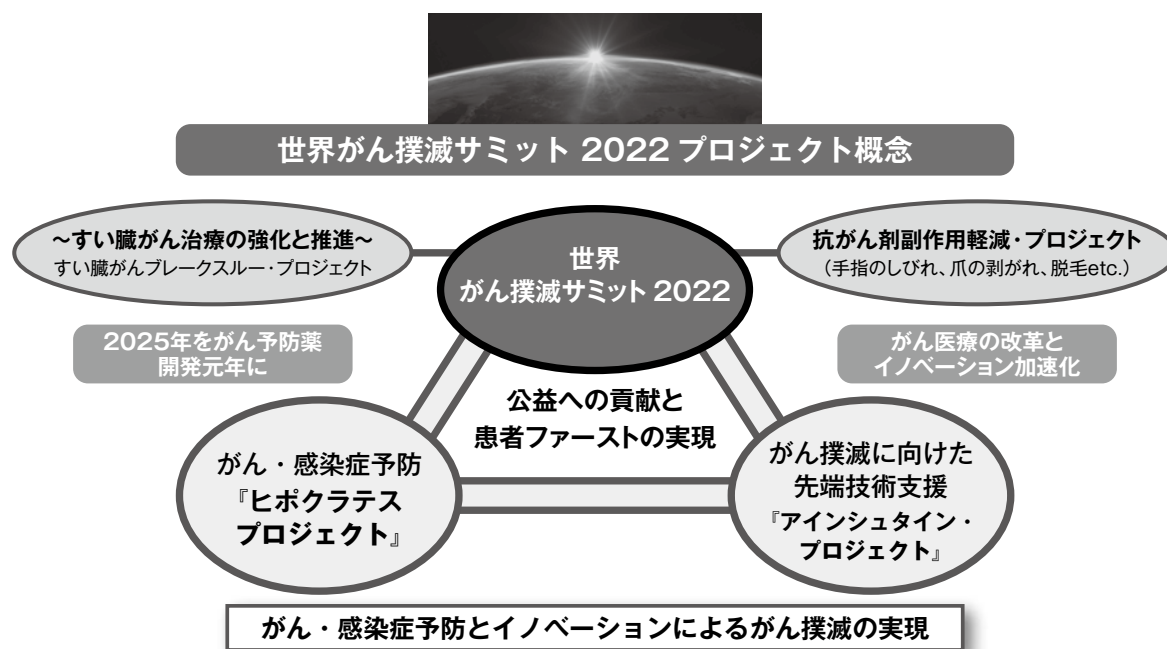 世界がん撲滅サミット 2022 プロジェクト概念
～すい臓がん治療の強化と推進～
すい臓がんブレークスルー・プロジェクト
世界
がん撲滅サミット 2022
抗がん剤副作用軽減・プロジェクト
（手指のしびれ、爪の剥がれ、脱毛etc.）
2025年をがん予防薬
開発元年に
がん医療の改革と
イノベーション加速化
公益への貢献と
患者ファーストの実現
がん・感染症予防
『ヒポクラテス
プロジェクト』
がん撲滅に向けた
先端技術支援
『アインシュタイン・
プロジェクト』
がん・感染症予防とイノベーションによるがん撲滅の実現